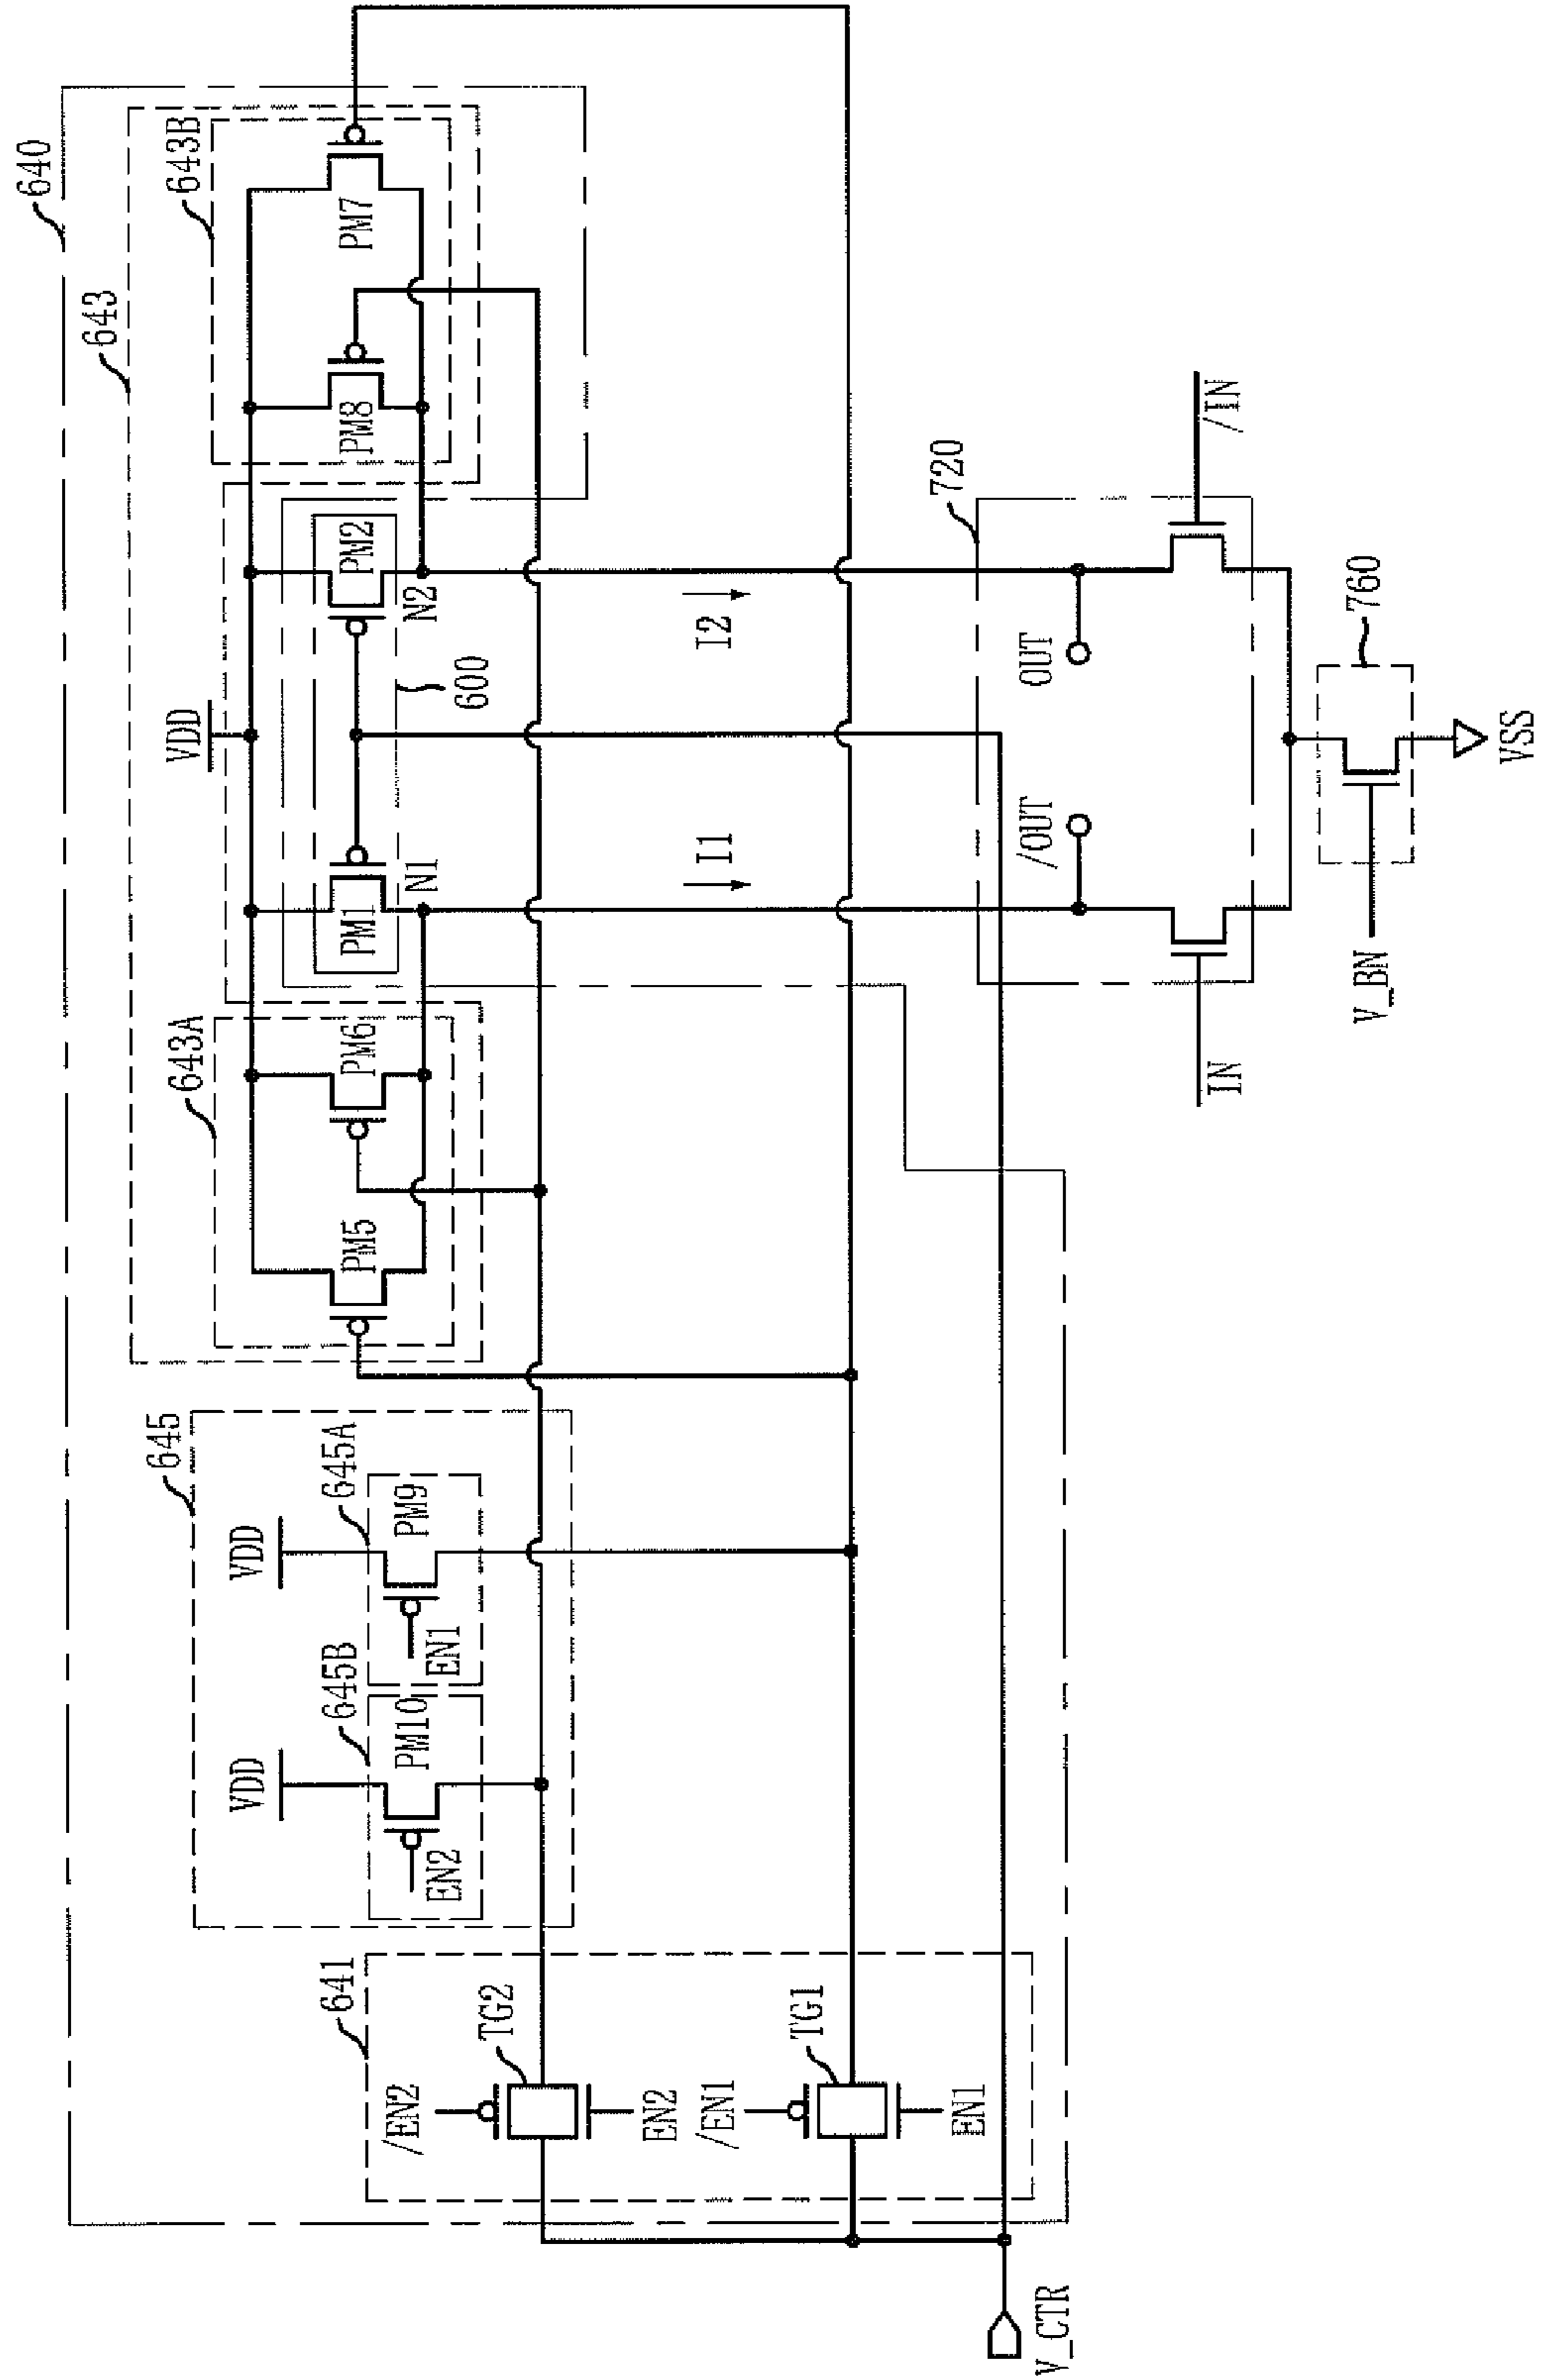 640
643
643A
643B
VDD
PM5
PM6
PM1
PM2
PM8
PM7
N1
N2
600
645
645B
645A
VDD
VDD
PM10
PM9
EN2
EN1
641
/EN2
TG2
EN2
/EN1
TG1
EN1
V_CTR
I1
I2
720
/OUT
OUT
IN
/IN
760
V_BN
VSS